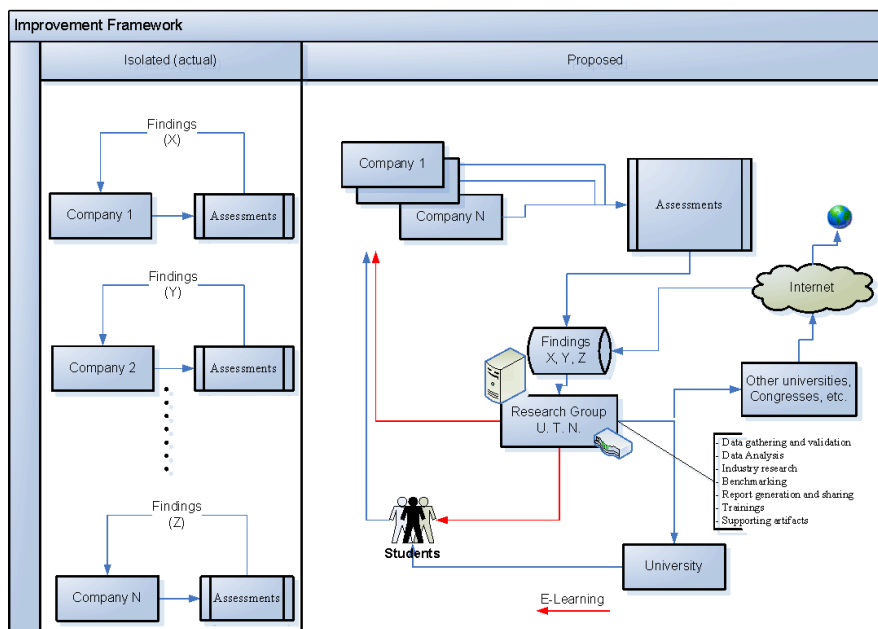 Improvement Framework
Isolated (actual)
Proposed
Findings
(X)
Company 1
Assessments
Findings
(Y)
Company 2
Assessments
Findings
(Z)
Company N
Assessments
Company 1
Company N
Assessments
Internet
Findings
X, Y, Z
Research Group
U. T. N.
Other universities,
Congresses, etc.
- Data gathering and validation
- Data Analysis
- Industry research
- Benchmarking
- Report generation and sharing
- Trainings
- Supporting artifacts
Students
University
E-Learning